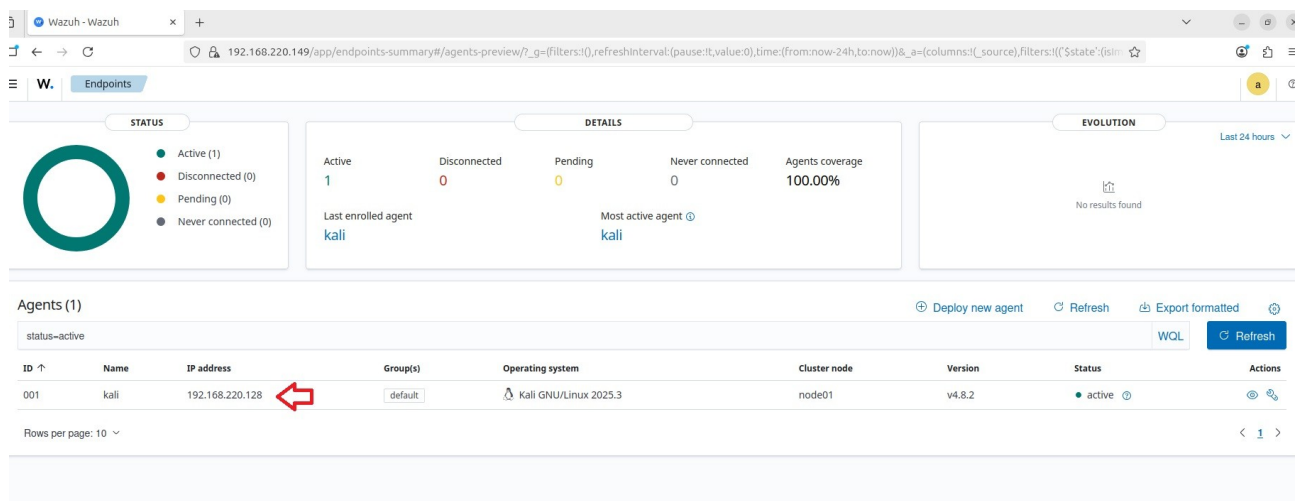 Wazuh - Wazuh
192.168.220.149/app/endpoints-summary#/agents-preview/?_g=(filters:!(),refreshInterval:(pause:!t,value:0),time:(from:now-24h,to:now))&_a=(columns:!(_source),filters:!(('$state':(isIm
W. Endpoints a
STATUS
Active (1)
Disconnected (0)
Pending (0)
Never connected (0)
DETAILS
Active Disconnected Pending Never connected Agents coverage
1 0 0 0 100.00%
Last enrolled agent Most active agent
kali kali
EVOLUTION
Last 24 hours
No results found
Agents (1) Deploy new agent Refresh Export formatted
status=active WQL Refresh
ID ↑ Name IP address Group(s) Operating system Cluster node Version Status Actions
001 kali 192.168.220.128 default Kali GNU/Linux 2025.3 node01 v4.8.2 active
Rows per page: 10 < 1 >